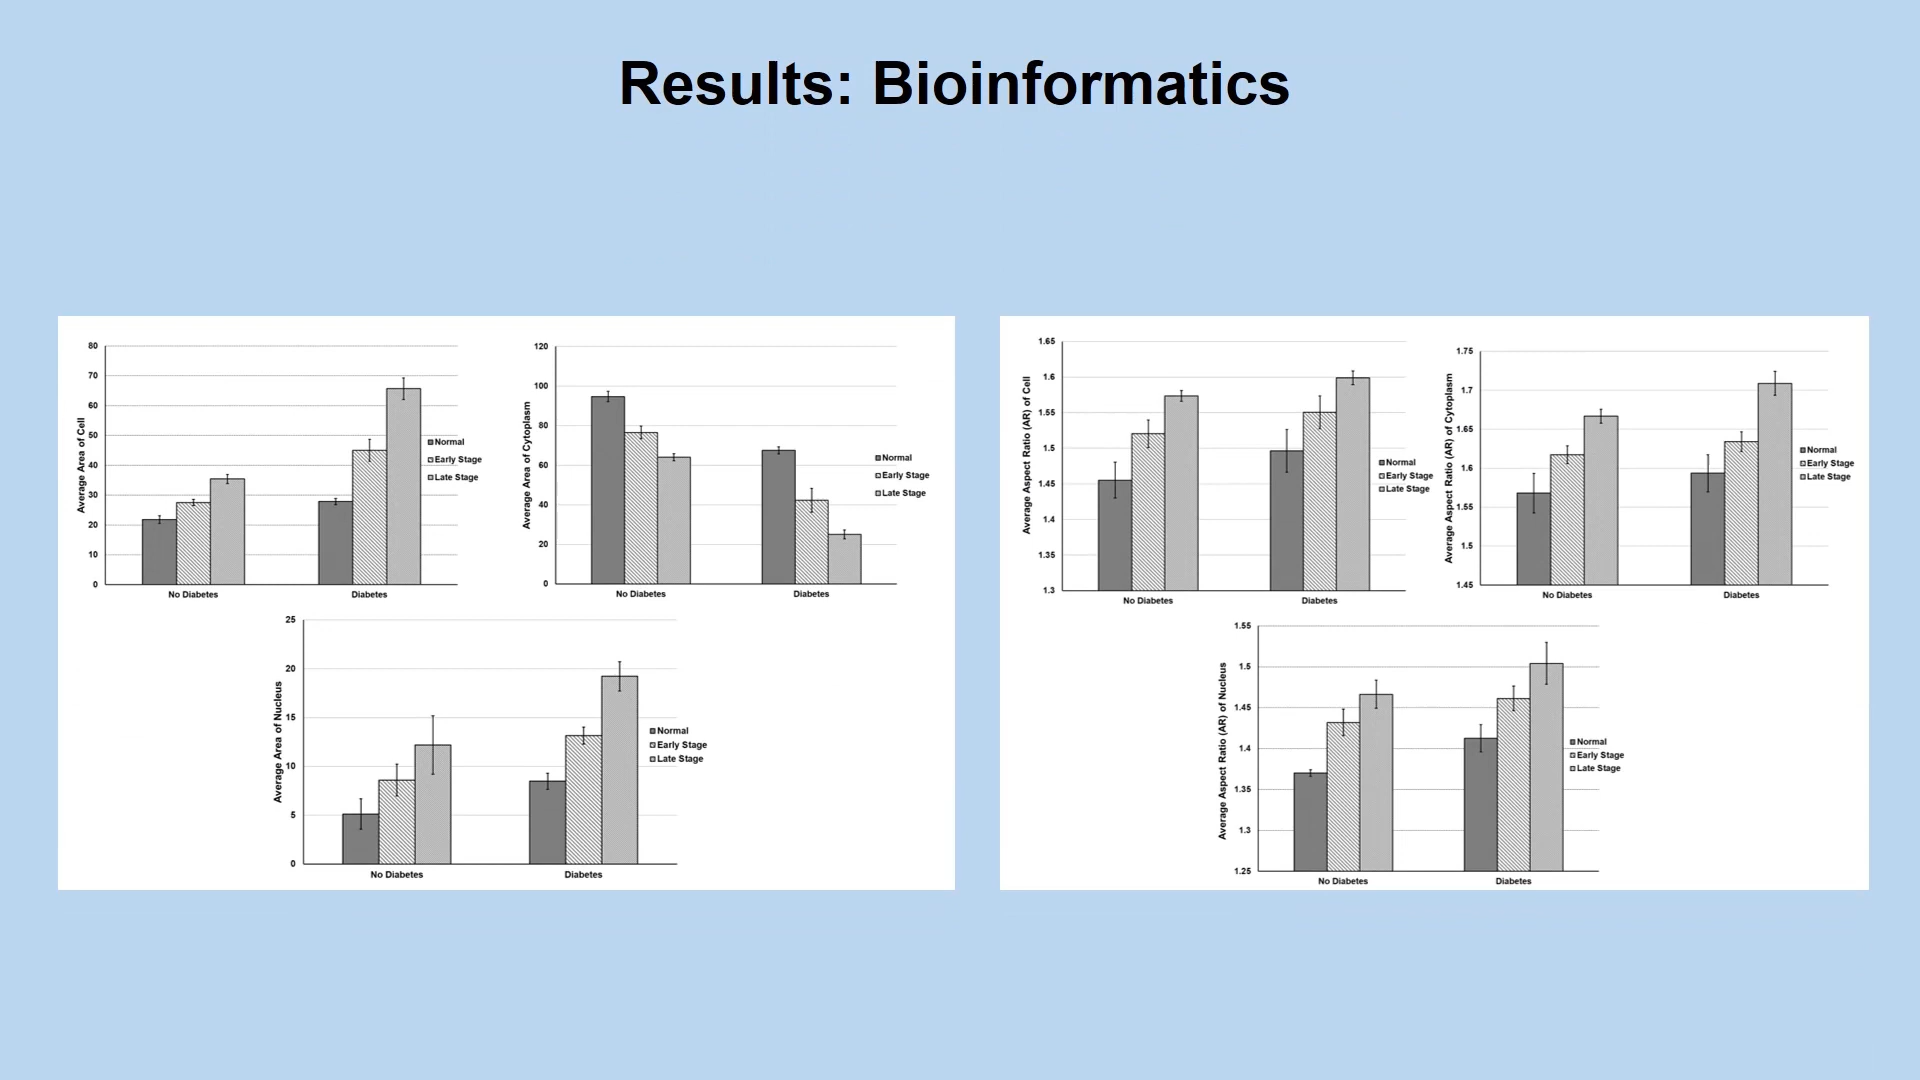 Results: Bioinformatics
Average Area of Cell
80
70
60
50
40
30
20
10
0
No Diabetes
Diabetes
Normal
Early Stage
Late Stage
Average Area of Cytoplasm
120
100
80
60
40
20
0
No Diabetes
Diabetes
Normal
Early Stage
Late Stage
Average Area of Nucleus
25
20
15
10
5
0
No Diabetes
Diabetes
Normal
Early Stage
Late Stage
Average Aspect Ratio (AR) of Cell
1.65
1.6
1.55
1.5
1.45
1.4
1.35
1.3
No Diabetes
Diabetes
Normal
Early Stage
Late Stage
Average Aspect Ratio (AR) of Cytoplasm
1.75
1.7
1.65
1.6
1.55
1.5
1.45
No Diabetes
Diabetes
Normal
Early Stage
Late Stage
Average Aspect Ratio (AR) of Nucleus
1.55
1.5
1.45
1.4
1.35
1.3
1.25
No Diabetes
Diabetes
Normal
Early Stage
Late Stage